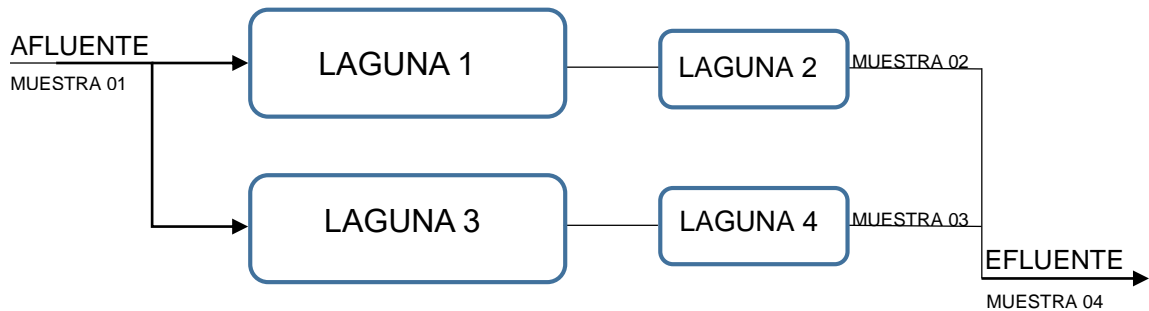 AFLUENTE
MUESTRA 01
LAGUNA 1
LAGUNA 2
MUESTRA 02
LAGUNA 3
LAGUNA 4
MUESTRA 03
EFLUENTE
MUESTRA 04